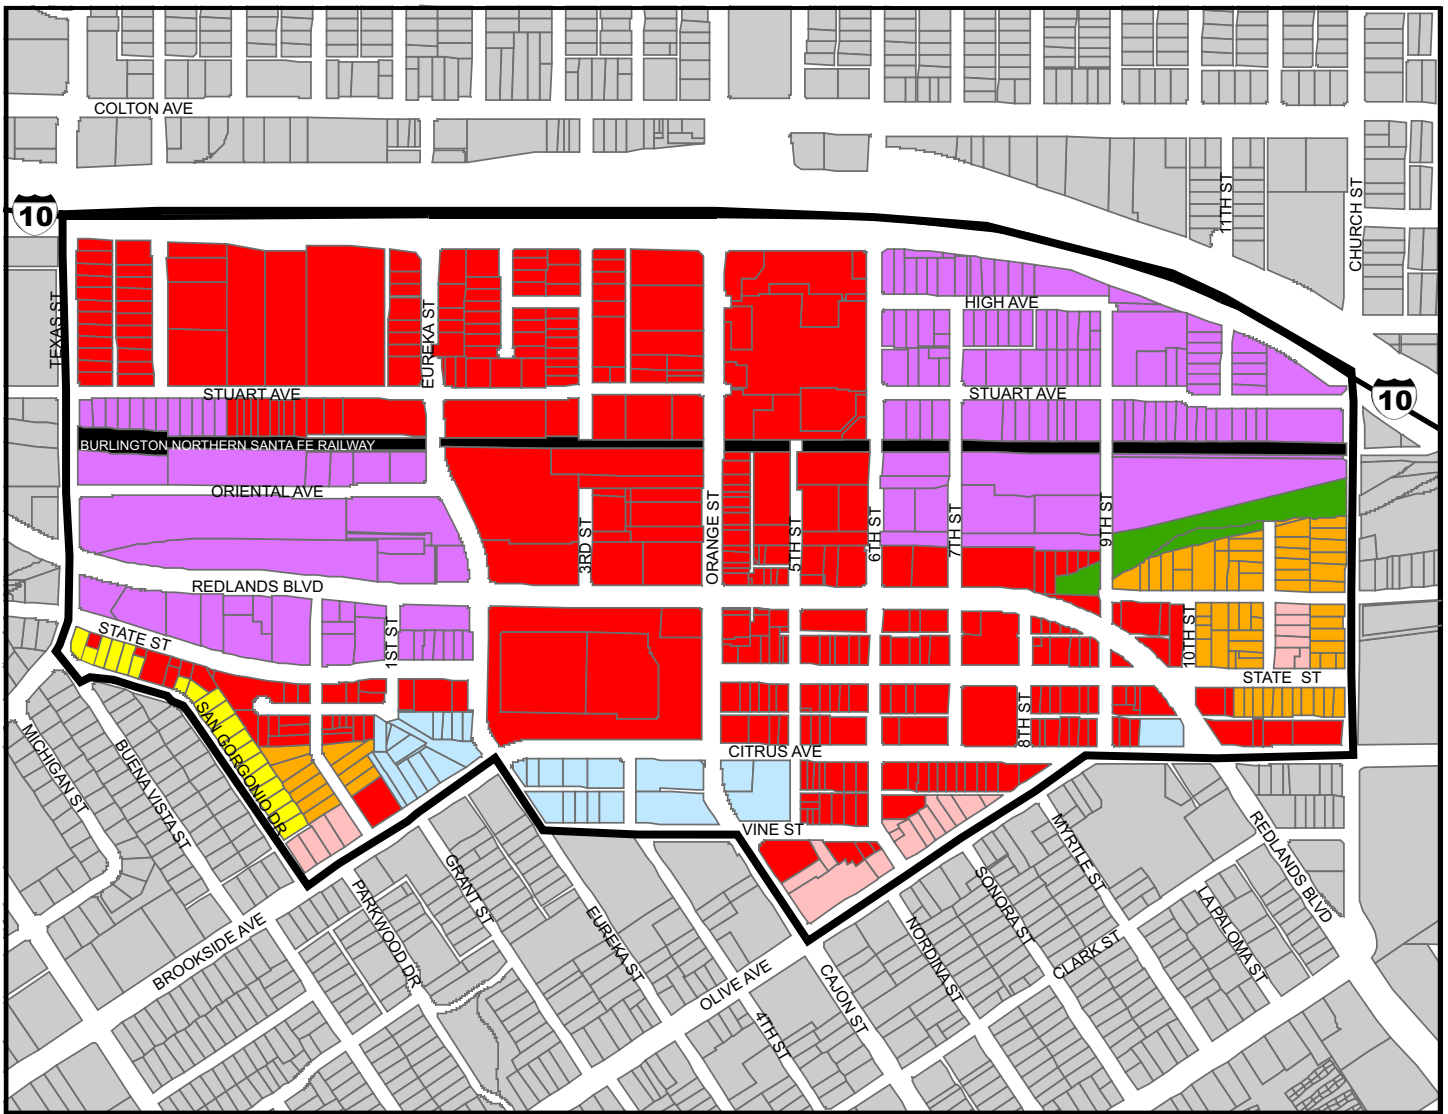 COLTON AVE
11TH ST
CHURCH ST
10
TEXAS ST
EUREKA ST
HIGH AVE
STUART AVE
STUART AVE
10
BURLINGTON NORTHERN SANTA FE RAILWAY
ORIENTAL AVE
3RD ST
ORANGE ST
5TH ST
6TH ST
7TH ST
9TH ST
REDLANDS BLVD
STATE ST
1ST ST
10TH ST
STATE ST
SAN GORGONIO DR
8TH ST
CITRUS AVE
MICHIGAN ST
BUENA VISTA ST
VINE ST
MYRTLE ST
REDLANDS BLVD
GRANT ST
PARKWOOD DR
SONORA ST
LA PALOMA ST
BROOKSIDE AVE
EUREKA ST
NORDINA ST
CLARK ST
OLIVE AVE
CAJON ST
4TH ST